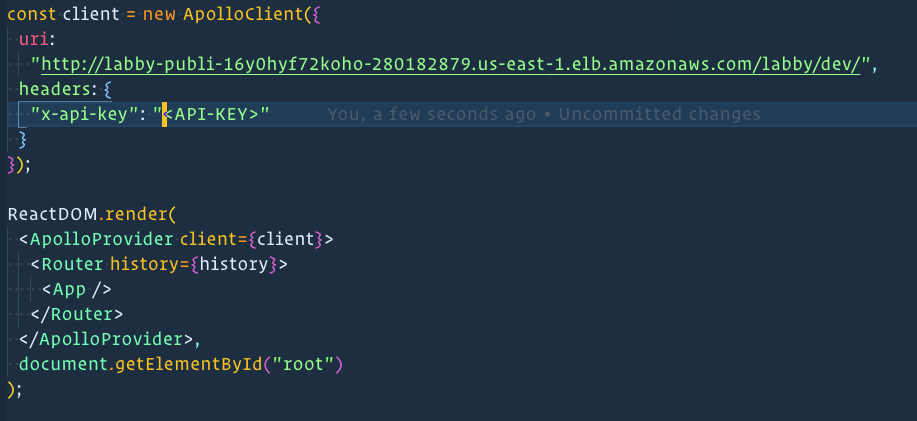 const client = new ApolloClient({
uri:
"http://labby-publi-16y0hyf72koho-280182879.us-east-1.elb.amazonaws.com/labby/dev/",
headers: {
"x-api-key": "<API-KEY>" You, a few seconds ago • Uncommitted changes
}
});
ReactDOM.render(
<ApolloProvider client={client}>
<Router history={history}>
<App />
</Router>
</ApolloProvider>,
document.getElementById("root")
);